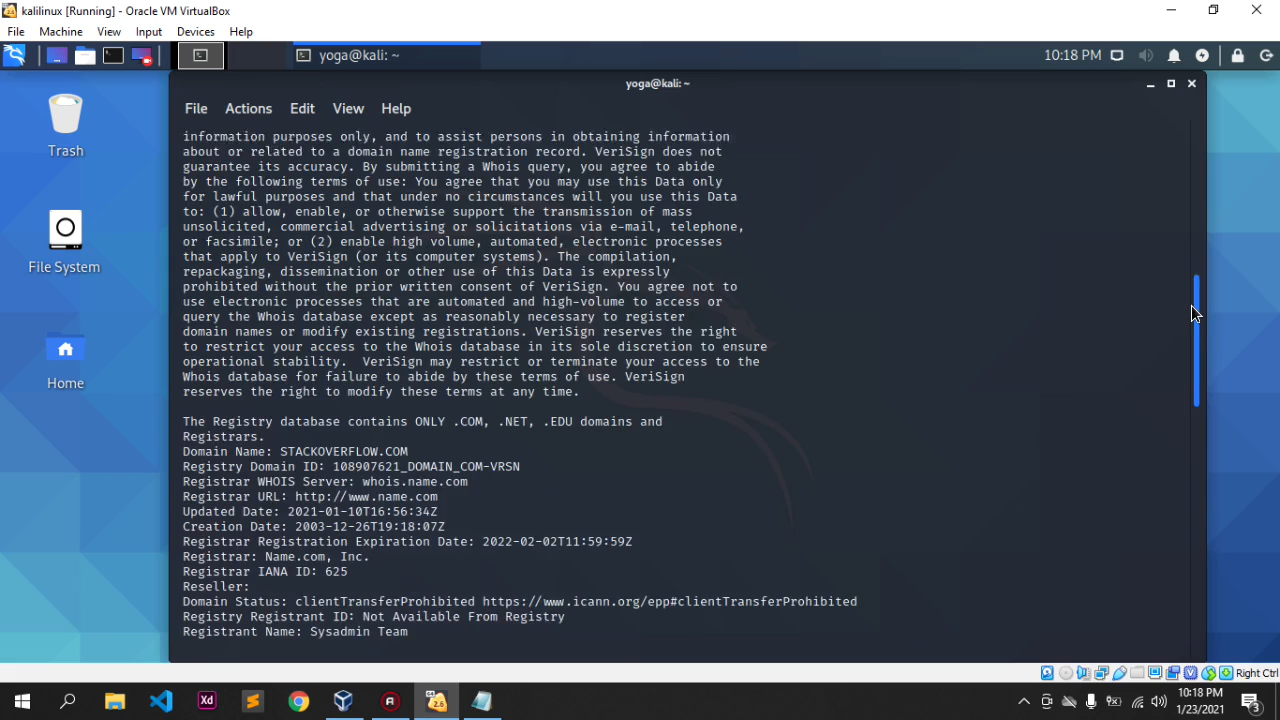 kalilinux [Running] - Oracle VM VirtualBox
File Machine View Input Devices Help
yoga@kali: ~
10:18 PM
yoga@kali: ~
File Actions Edit View Help
Trash
File System
Home
information purposes only, and to assist persons in obtaining information
about or related to a domain name registration record. VeriSign does not
guarantee its accuracy. By submitting a Whois query, you agree to abide
by the following terms of use: You agree that you may use this Data only
for lawful purposes and that under no circumstances will you use this Data
to: (1) allow, enable, or otherwise support the transmission of mass
unsolicited, commercial advertising or solicitations via e-mail, telephone,
or facsimile; or (2) enable high volume, automated, electronic processes
that apply to VeriSign (or its computer systems). The compilation,
repackaging, dissemination or other use of this Data is expressly
prohibited without the prior written consent of VeriSign. You agree not to
use electronic processes that are automated and high-volume to access or
query the Whois database except as reasonably necessary to register
domain names or modify existing registrations. VeriSign reserves the right
to restrict your access to the Whois database in its sole discretion to ensure
operational stability.  VeriSign may restrict or terminate your access to the
Whois database for failure to abide by these terms of use. VeriSign
reserves the right to modify these terms at any time.
The Registry database contains ONLY .COM, .NET, .EDU domains and
Registrars.
Domain Name: STACKOVERFLOW.COM
Registry Domain ID: 108907621_DOMAIN_COM-VRSN
Registrar WHOIS Server: whois.name.com
Registrar URL: http://www.name.com
Updated Date: 2021-01-10T16:56:34Z
Creation Date: 2003-12-26T19:18:07Z
Registrar Registration Expiration Date: 2022-02-02T11:59:59Z
Registrar: Name.com, Inc.
Registrar IANA ID: 625
Reseller:
Domain Status: clientTransferProhibited https://www.icann.org/epp#clientTransferProhibited
Registry Registrant ID: Not Available From Registry
Registrant Name: Sysadmin Team
Right Ctrl
Xd
2.6
10:18 PM
1/23/2021
3